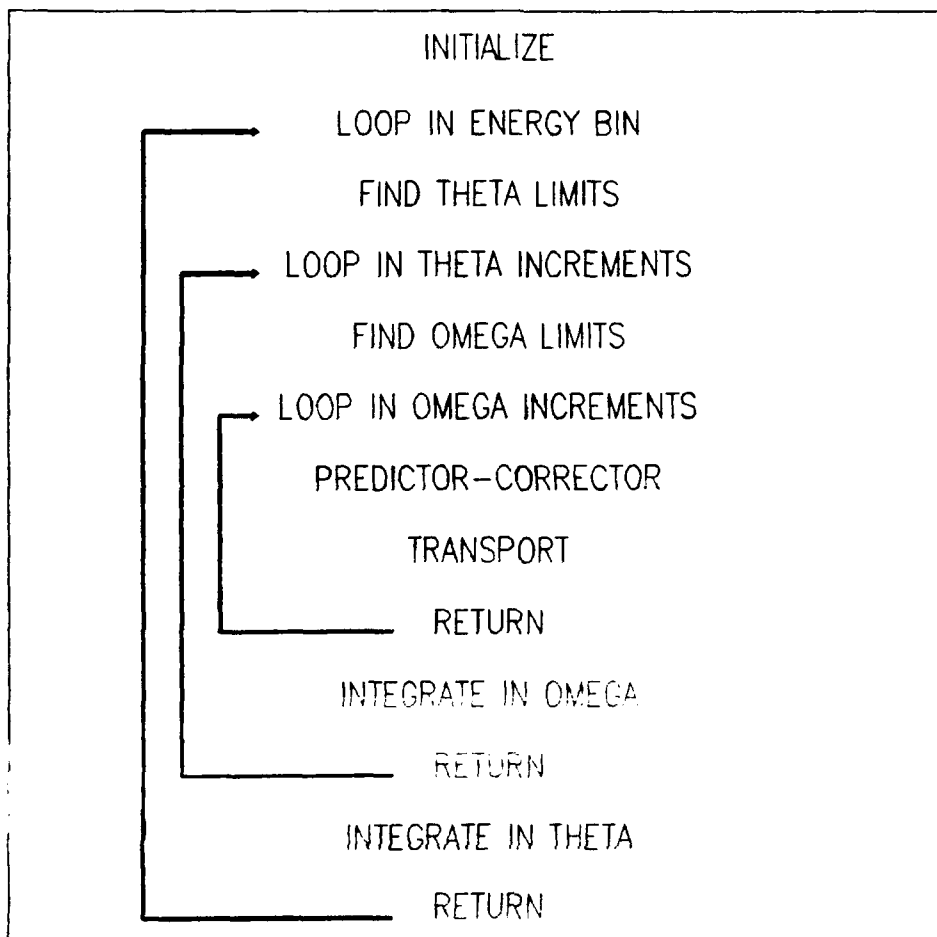 INITIALIZE
LOOP IN ENERGY BIN
FIND THETA LIMITS
LOOP IN THETA INCREMENTS
FIND OMEGA LIMITS
LOOP IN OMEGA INCREMENTS
PREDICTOR-CORRECTOR
TRANSPORT
RETURN
INTEGRATE IN OMEGA
RETURN
INTEGRATE IN THETA
RETURN